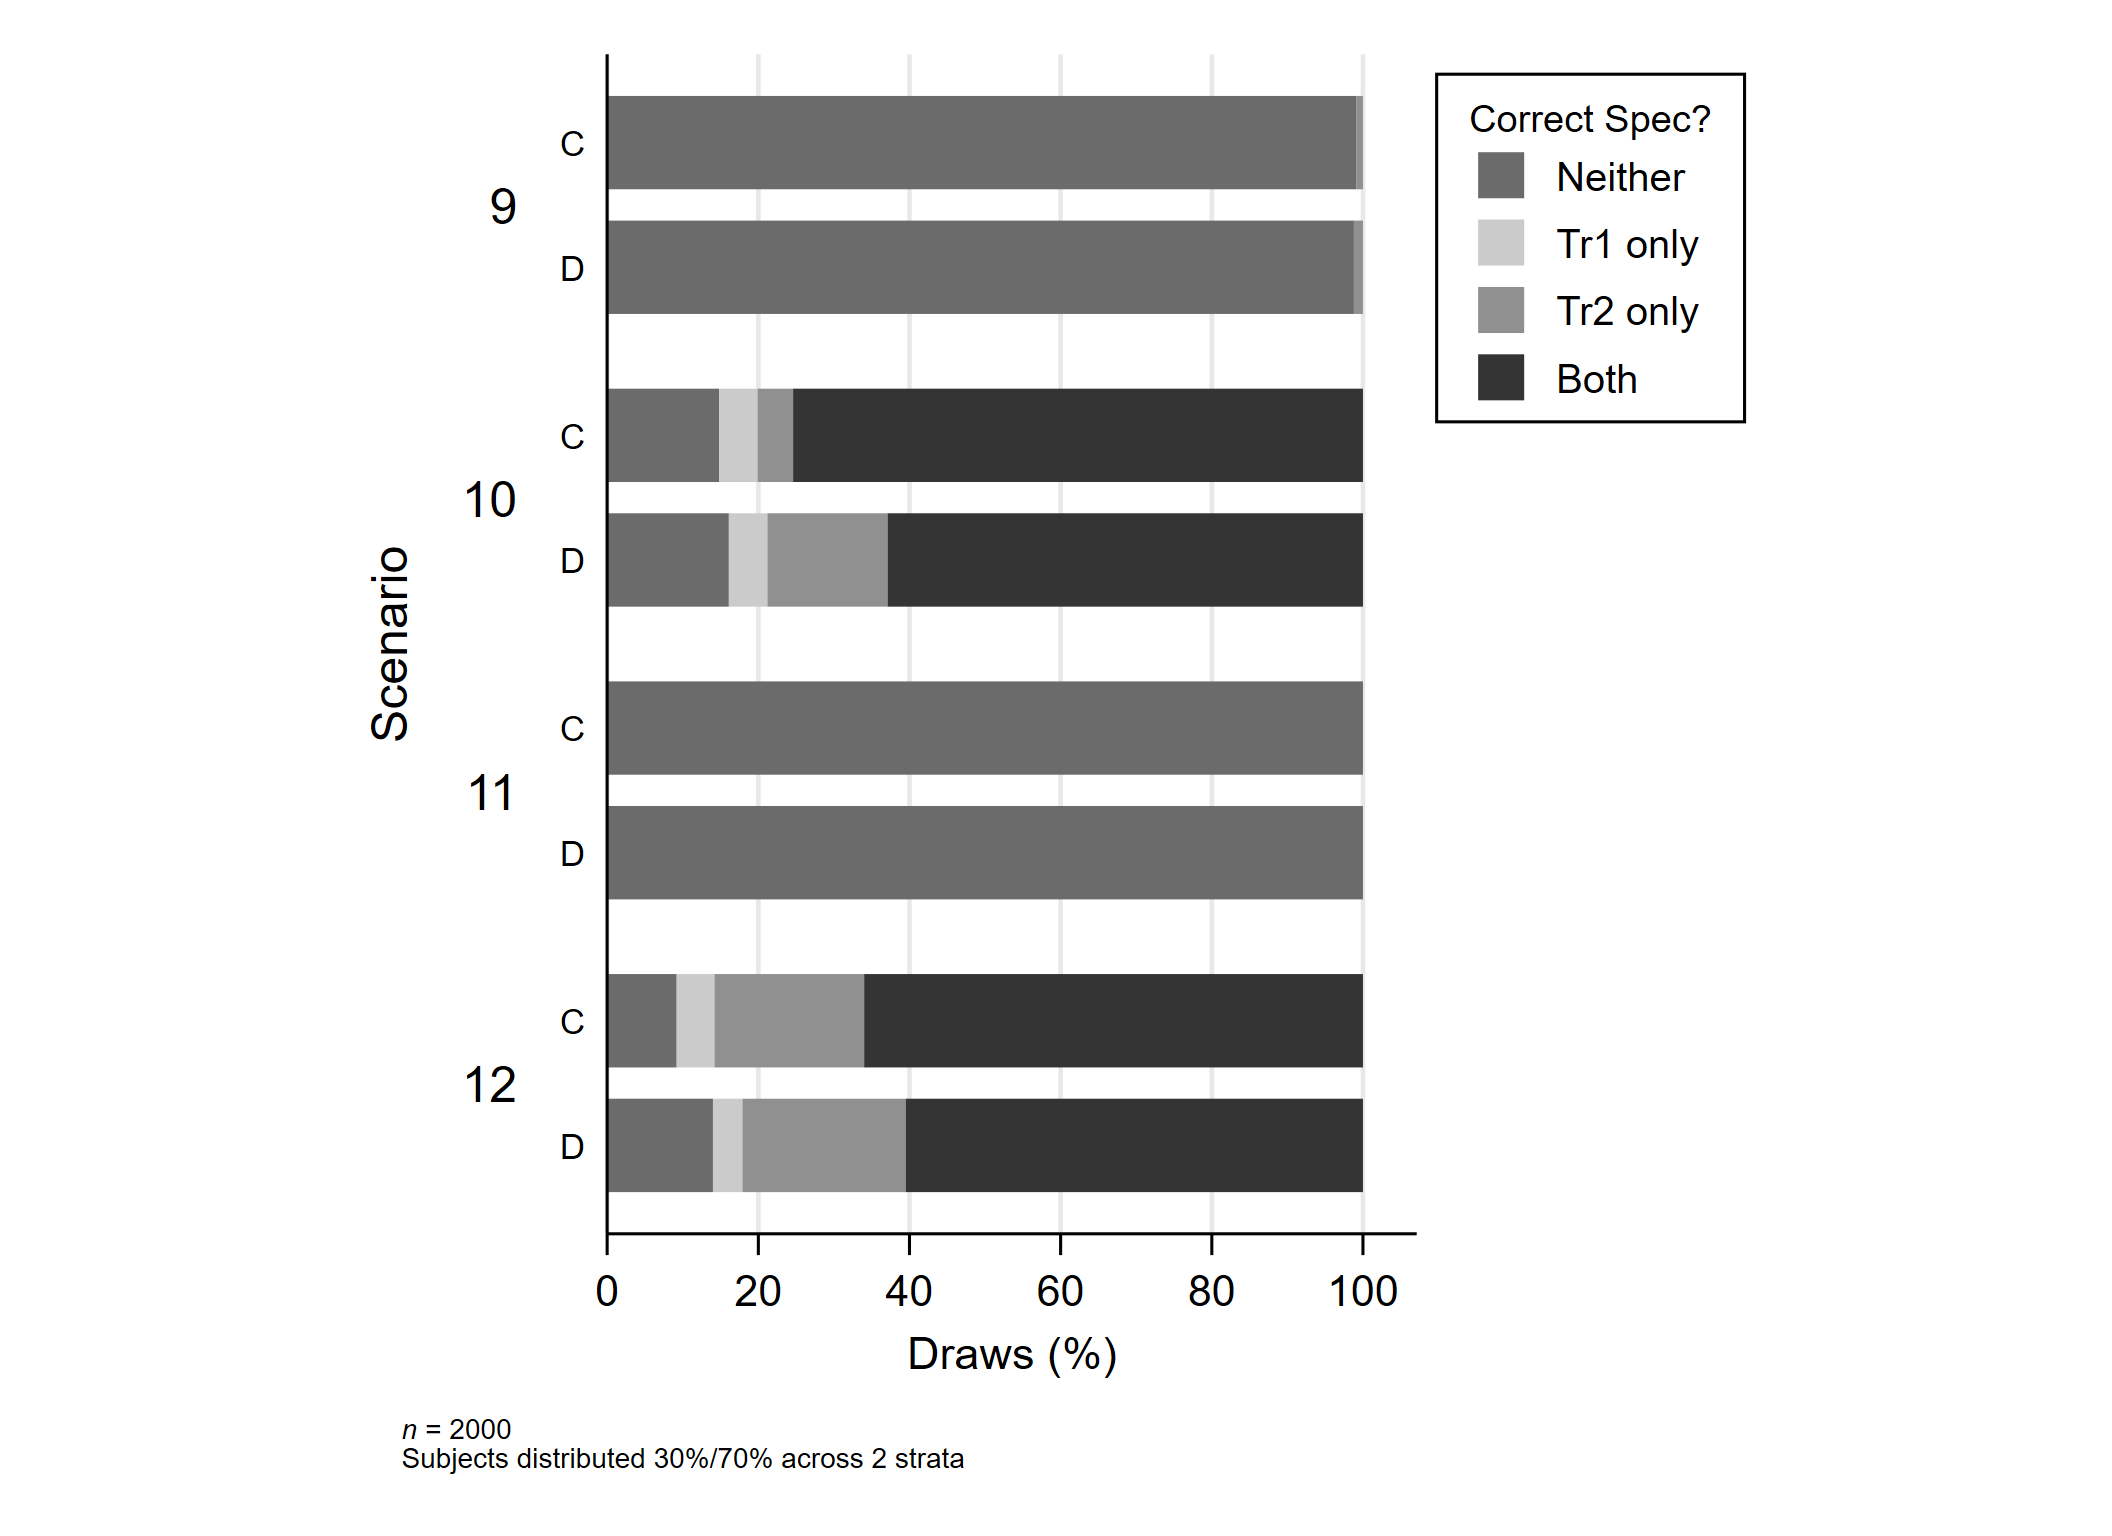 Correct Spec?
Neither
Tr1 only
Tr2 only
Both
Scenario
9
C
D
10
C
D
11
C
D
12
C
D
0 20 40 60 80 100
Draws (%)
n = 2000
Subjects distributed 30%/70% across 2 strata